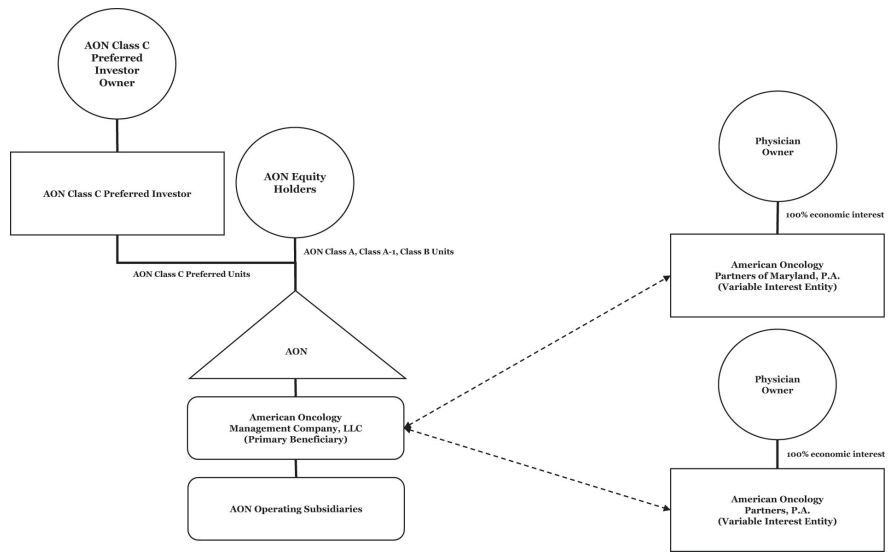 AON Class C
Preferred
Investor
Owner
AON Class C Preferred Investor
AON Equity
Holders
AON Class A, Class A-1, Class B Units
AON Class C Preferred Units
AON
American Oncology
Management Company, LLC
(Primary Beneficiary)
AON Operating Subsidiaries
Physician
Owner
100% economic interest
American Oncology
Partners of Maryland, P.A.
(Variable Interest Entity)
Physician
Owner
100% economic interest
American Oncology
Partners, P.A.
(Variable Interest Entity)